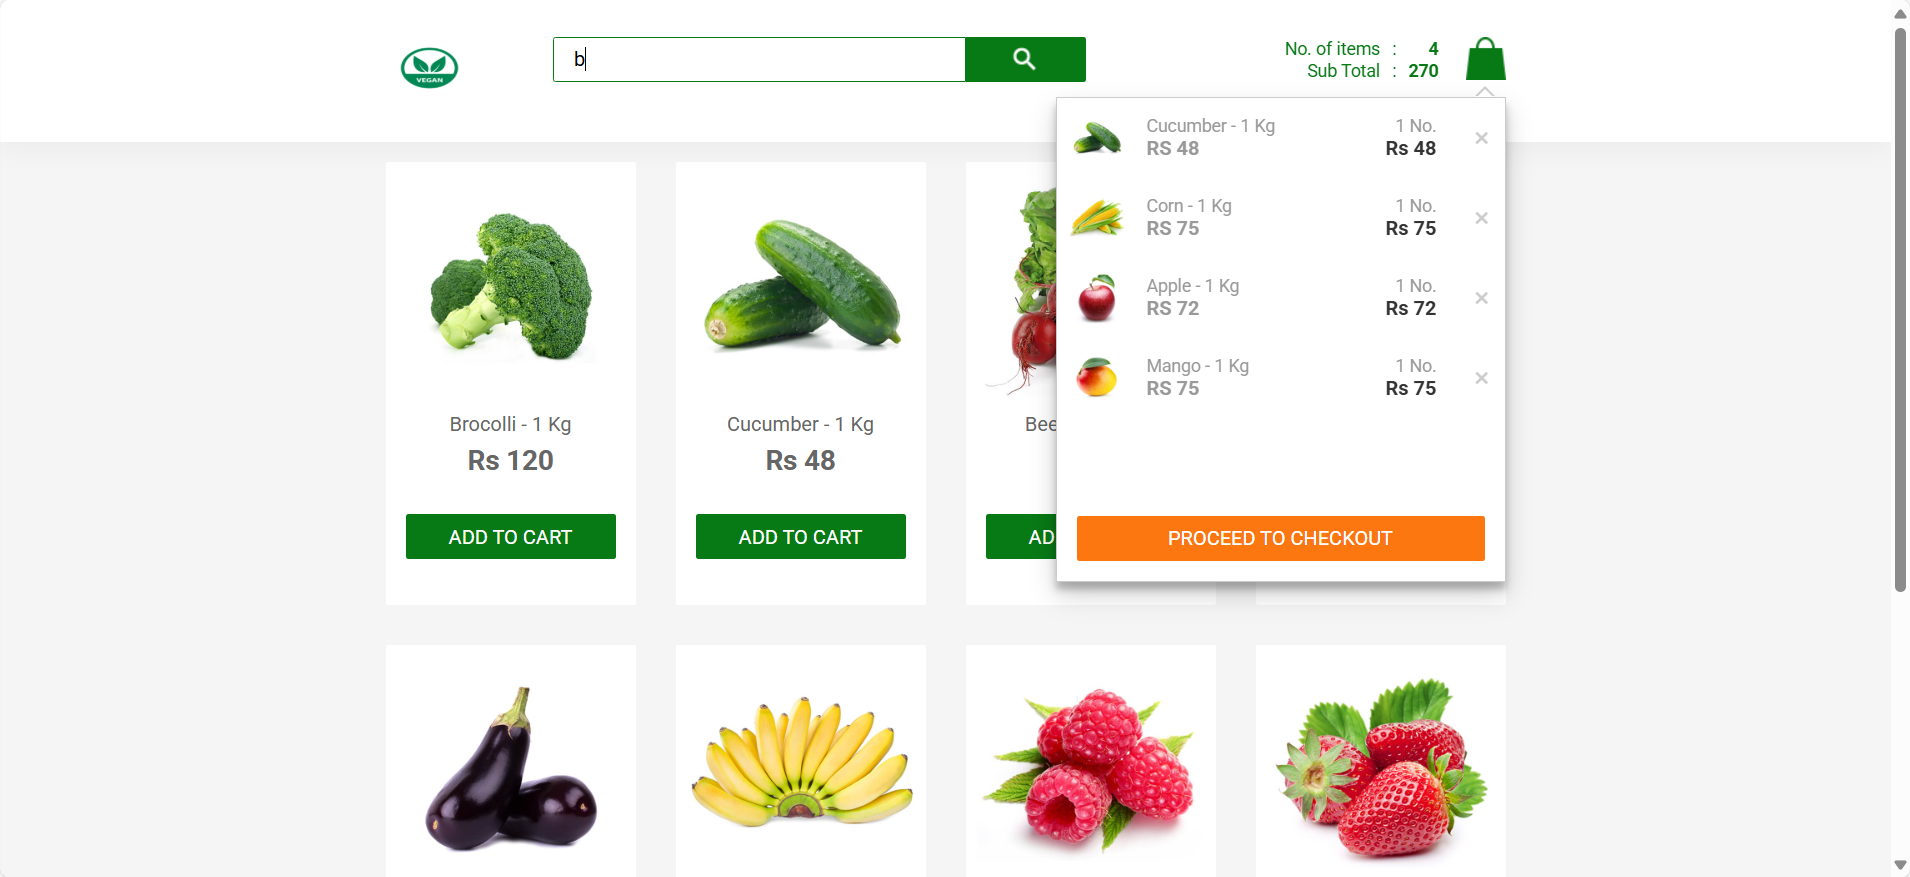 VEGAN
b
No. of items : 4
Sub Total : 270
Cucumber - 1 Kg 1 No. ×
RS 48 Rs 48
Corn - 1 Kg 1 No. ×
RS 75 Rs 75
Apple - 1 Kg 1 No. ×
RS 72 Rs 72
Mango - 1 Kg 1 No. ×
RS 75 Rs 75
PROCEED TO CHECKOUT
Brocolli - 1 Kg
Rs 120
ADD TO CART
Cucumber - 1 Kg
Rs 48
ADD TO CART
Bee
AD